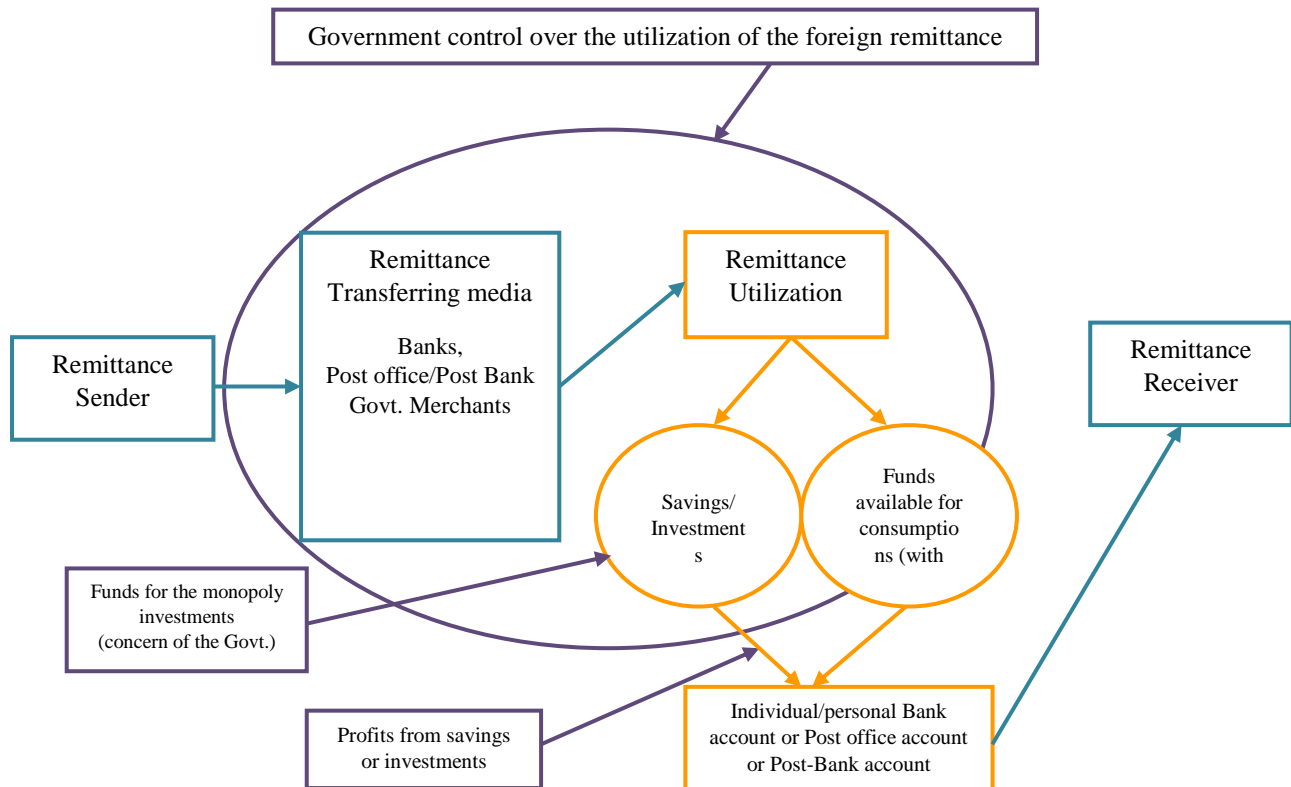 Government control over the utilization of the foreign remittance
Remittance
Transferring media
Banks,
Post office/Post Bank
Govt. Merchants
Remittance
Utilization
Remittance
Sender
Remittance
Receiver
Savings/
Investment
s
Funds
available for
consumptio
ns (with
Funds for the monopoly
investments
(concern of the Govt.)
Profits from savings
or investments
Individual/personal Bank
account or Post office account
or Post-Bank account